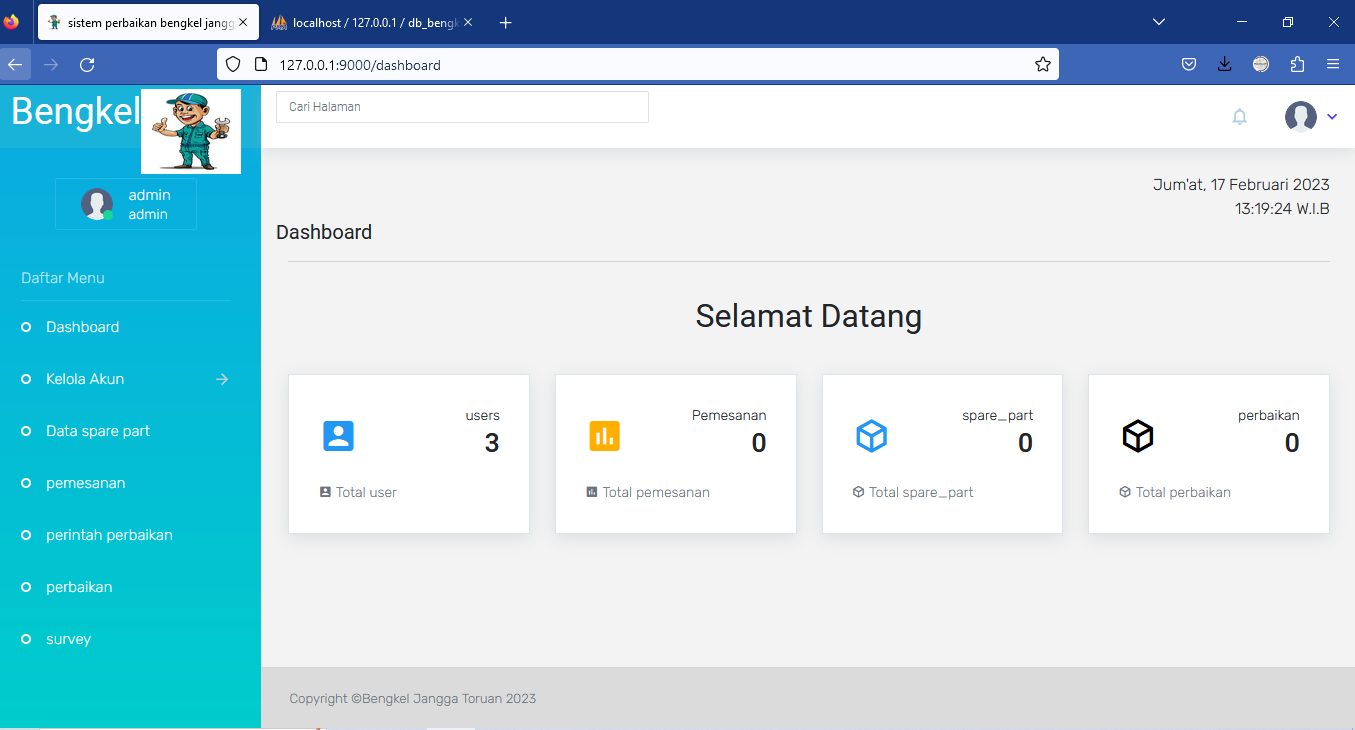 sistem perbaikan bengkel jangg
localhost / 127.0.0.1 / db_bengk
127.0.0.1:9000/dashboard
Bengkel
Cari Halaman
admin
admin
Jum'at, 17 Februari 2023
13:19:24 W.I.B
Dashboard
Daftar Menu
Dashboard
Kelola Akun
Data spare part
pemesanan
perintah perbaikan
perbaikan
survey
Selamat Datang
users
3
Total user
Pemesanan
0
Total pemesanan
spare_part
0
Total spare_part
perbaikan
0
Total perbaikan
Copyright ©Bengkel Jangga Toruan 2023